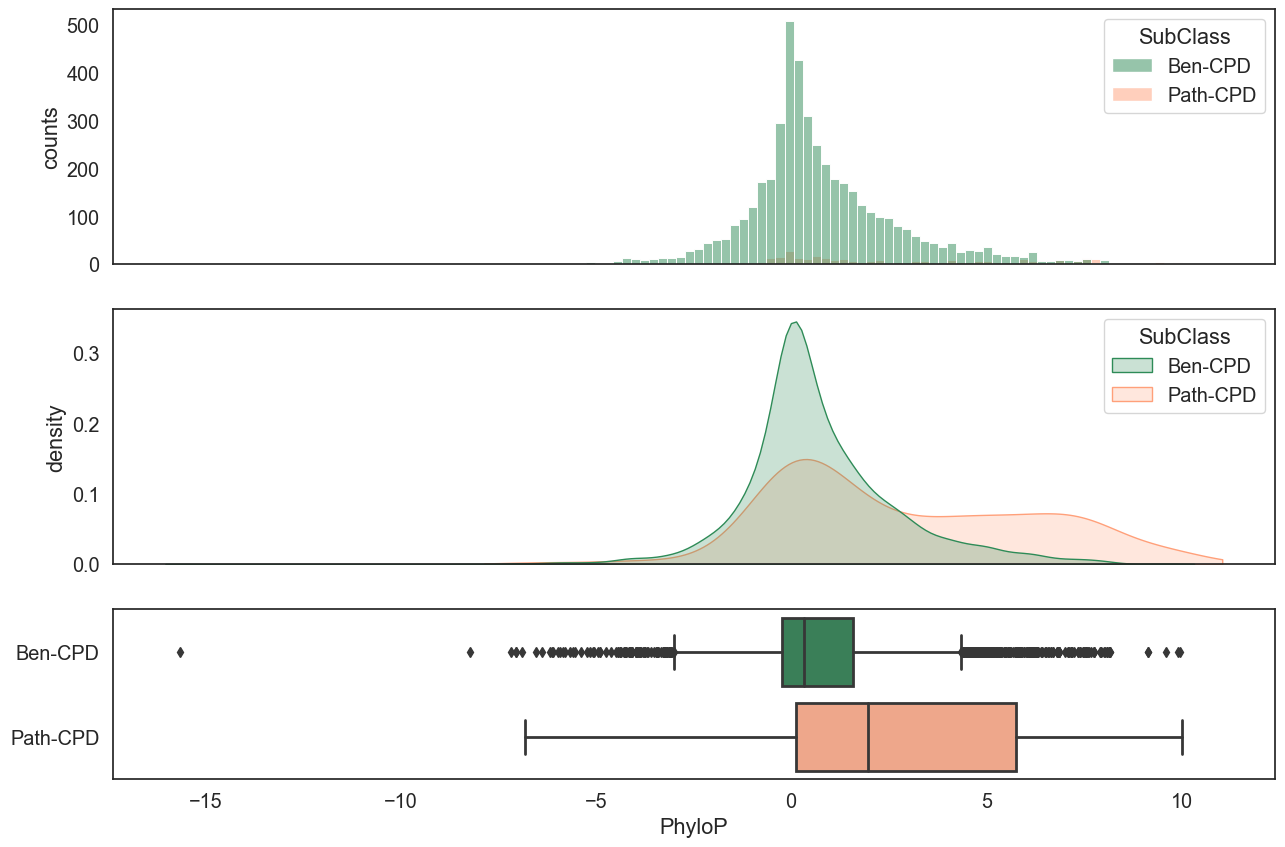 500
400
300
200
100
0
counts
SubClass
Ben-CPD
Path-CPD
0.3
0.2
0.1
0.0
density
SubClass
Ben-CPD
Path-CPD
Ben-CPD
Path-CPD
−15 −10 −5 0 5 10
PhyloP